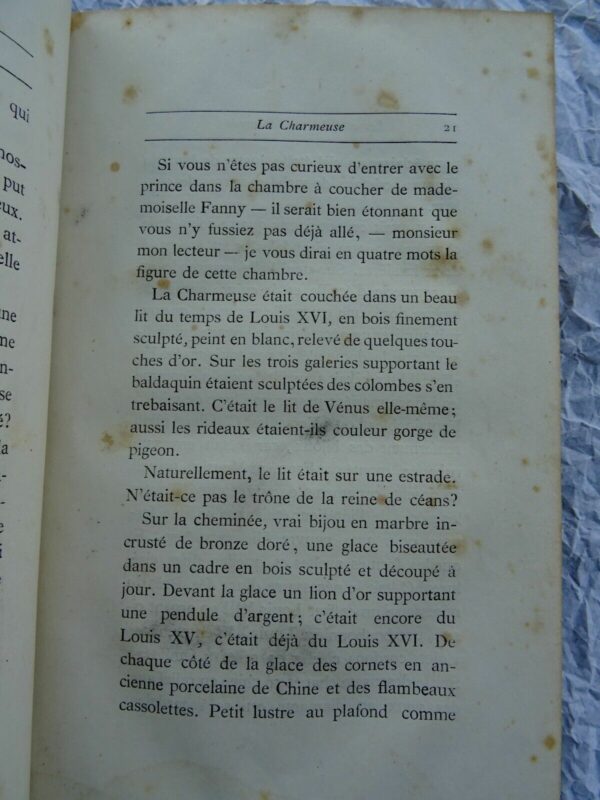 qui
put
at-
La Charmeuse 21
Si vous n'êtes pas curieux d'entrer avec le
prince dans la chambre à coucher de made-
moiselle Fanny — il serait bien étonnant que
vous n'y fussiez pas déjà allé, — monsieur
mon lecteur — je vous dirai en quatre mots la
figure de cette chambre.
La Charmeuse était couchée dans un beau
lit du temps de Louis XVI, en bois finement
sculpté, peint en blanc, relevé de quelques tou-
ches d'or. Sur les trois galeries supportant le
baldaquin étaient sculptées des colombes s'en
trebaisant. C'était le lit de Vénus elle-même;
aussi les rideaux étaient-ils couleur gorge de
pigeon.
Naturellement, le lit était sur une estrade.
N'était-ce pas le trône de la reine de céans?
Sur la cheminée, vrai bijou en marbre in-
crusté de bronze doré, une glace biseautée
dans un cadre en bois sculpté et découpé à
jour. Devant la glace un lion d'or supportant
une pendule d'argent; c'était encore du
Louis XV, c'était déjà du Louis XVI. De
chaque côté de la glace des cornets en an-
cienne porcelaine de Chine et des flambeaux
cassolettes. Petit lustre au plafond comme